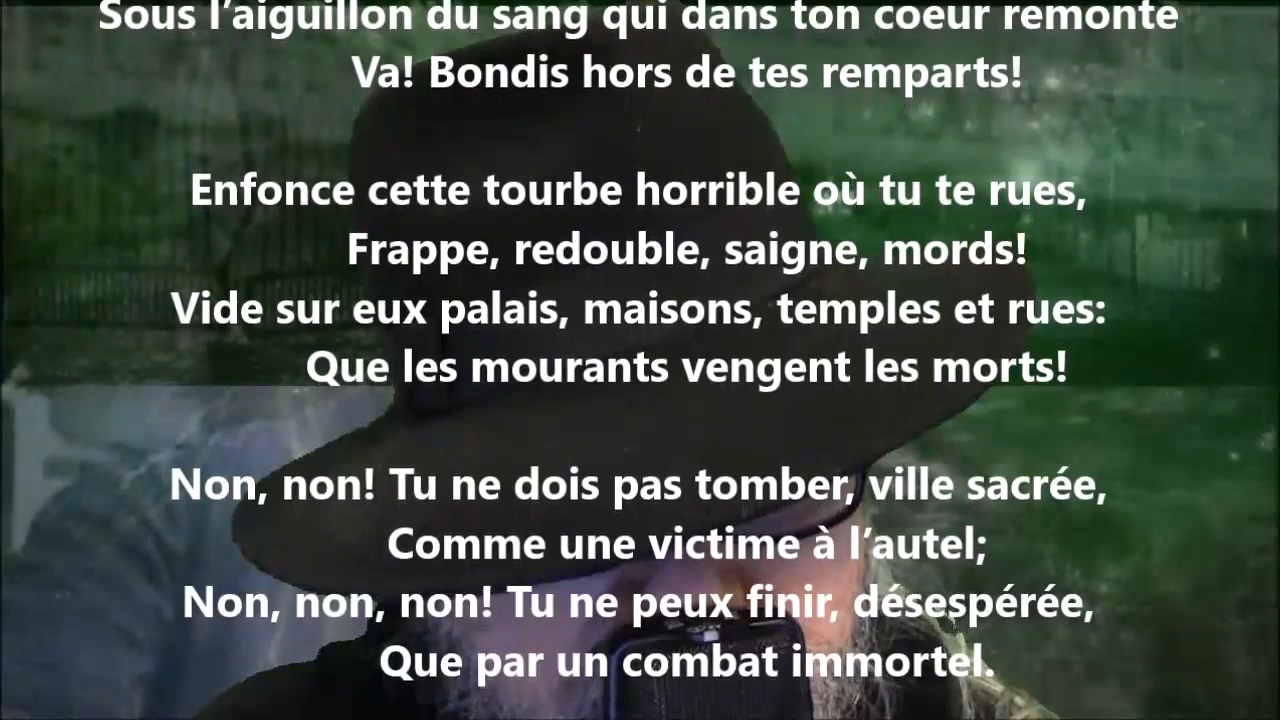 Sous l’aiguillon du sang qui dans ton coeur remonte
Va! Bondis hors de tes remparts!
Enfonce cette tourbe horrible où tu te rues,
Frappe, redouble, saigne, mords!
Vide sur eux palais, maisons, temples et rues:
Que les mourants vengent les morts!
Non, non! Tu ne dois pas tomber, ville sacrée,
Comme une victime à l’autel;
Non, non, non! Tu ne peux finir, désespérée,
Que par un combat immortel.